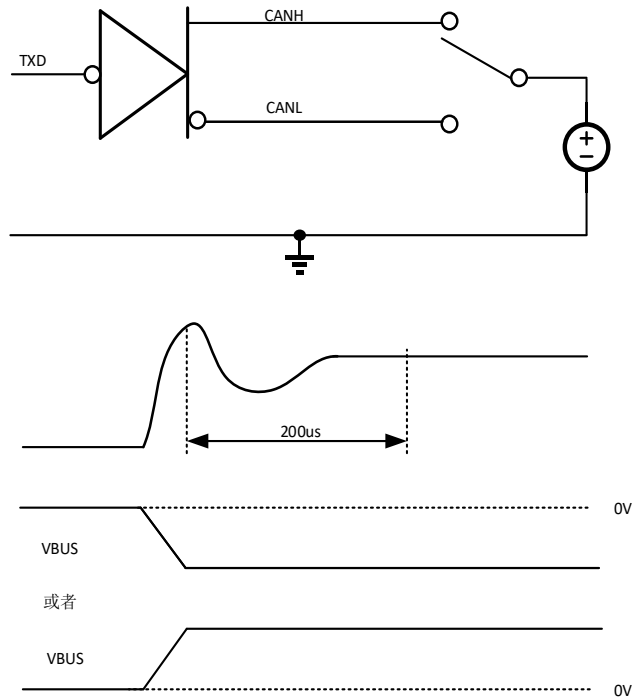 CANH
TXD
CANL
+
−
200us
0V
VBUS
或者
VBUS
0V